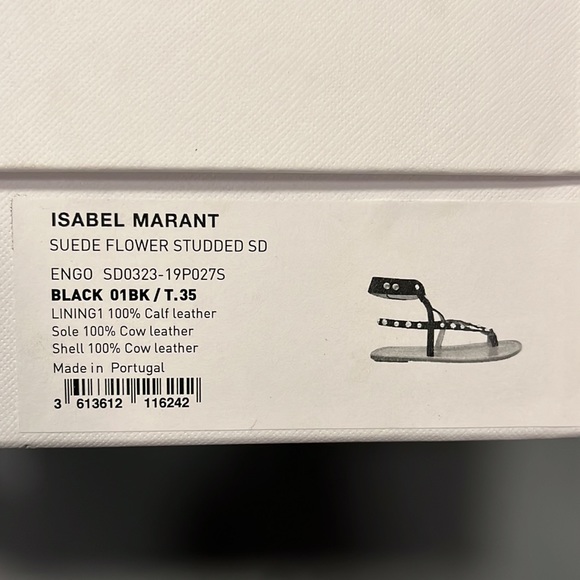 ISABEL MARANT
SUEDE FLOWER STUDDED SD
ENGO SD0323-19P027S
BLACK 01BK / T.35
LINING1 100% Calf leather
Sole 100% Cow leather
Shell 100% Cow leather
Made in Portugal
3 613612 116242